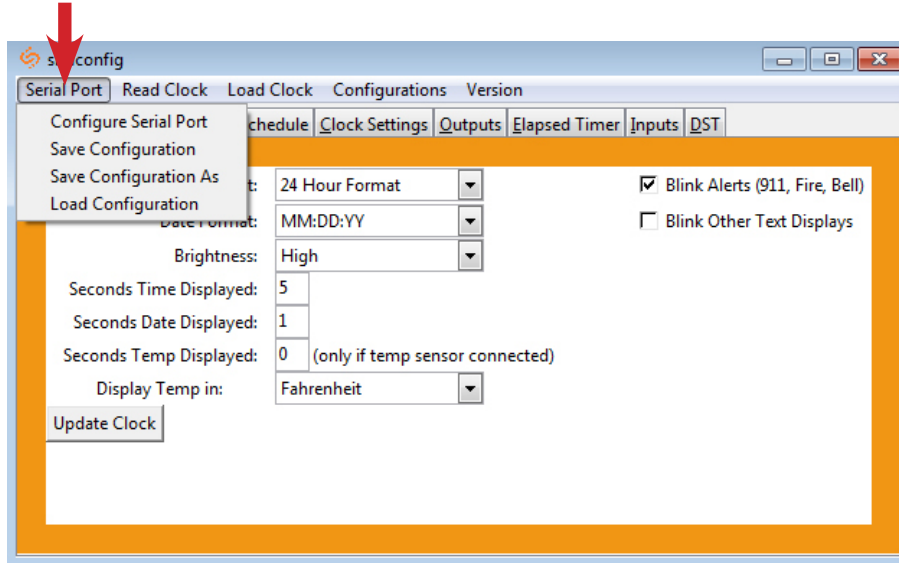 config
Serial Port Read Clock Load Clock Configurations Version
Configure Serial Port
Save Configuration
Save Configuration As
Load Configuration
Clock Settings Outputs Elapsed Timer Inputs DST
24 Hour Format Blink Alerts (911, Fire, Bell)
Date Format: MM:DD:YY Blink Other Text Displays
Brightness: High
Seconds Time Displayed: 5
Seconds Date Displayed: 1
Seconds Temp Displayed: 0 (only if temp sensor connected)
Display Temp in: Fahrenheit
Update Clock